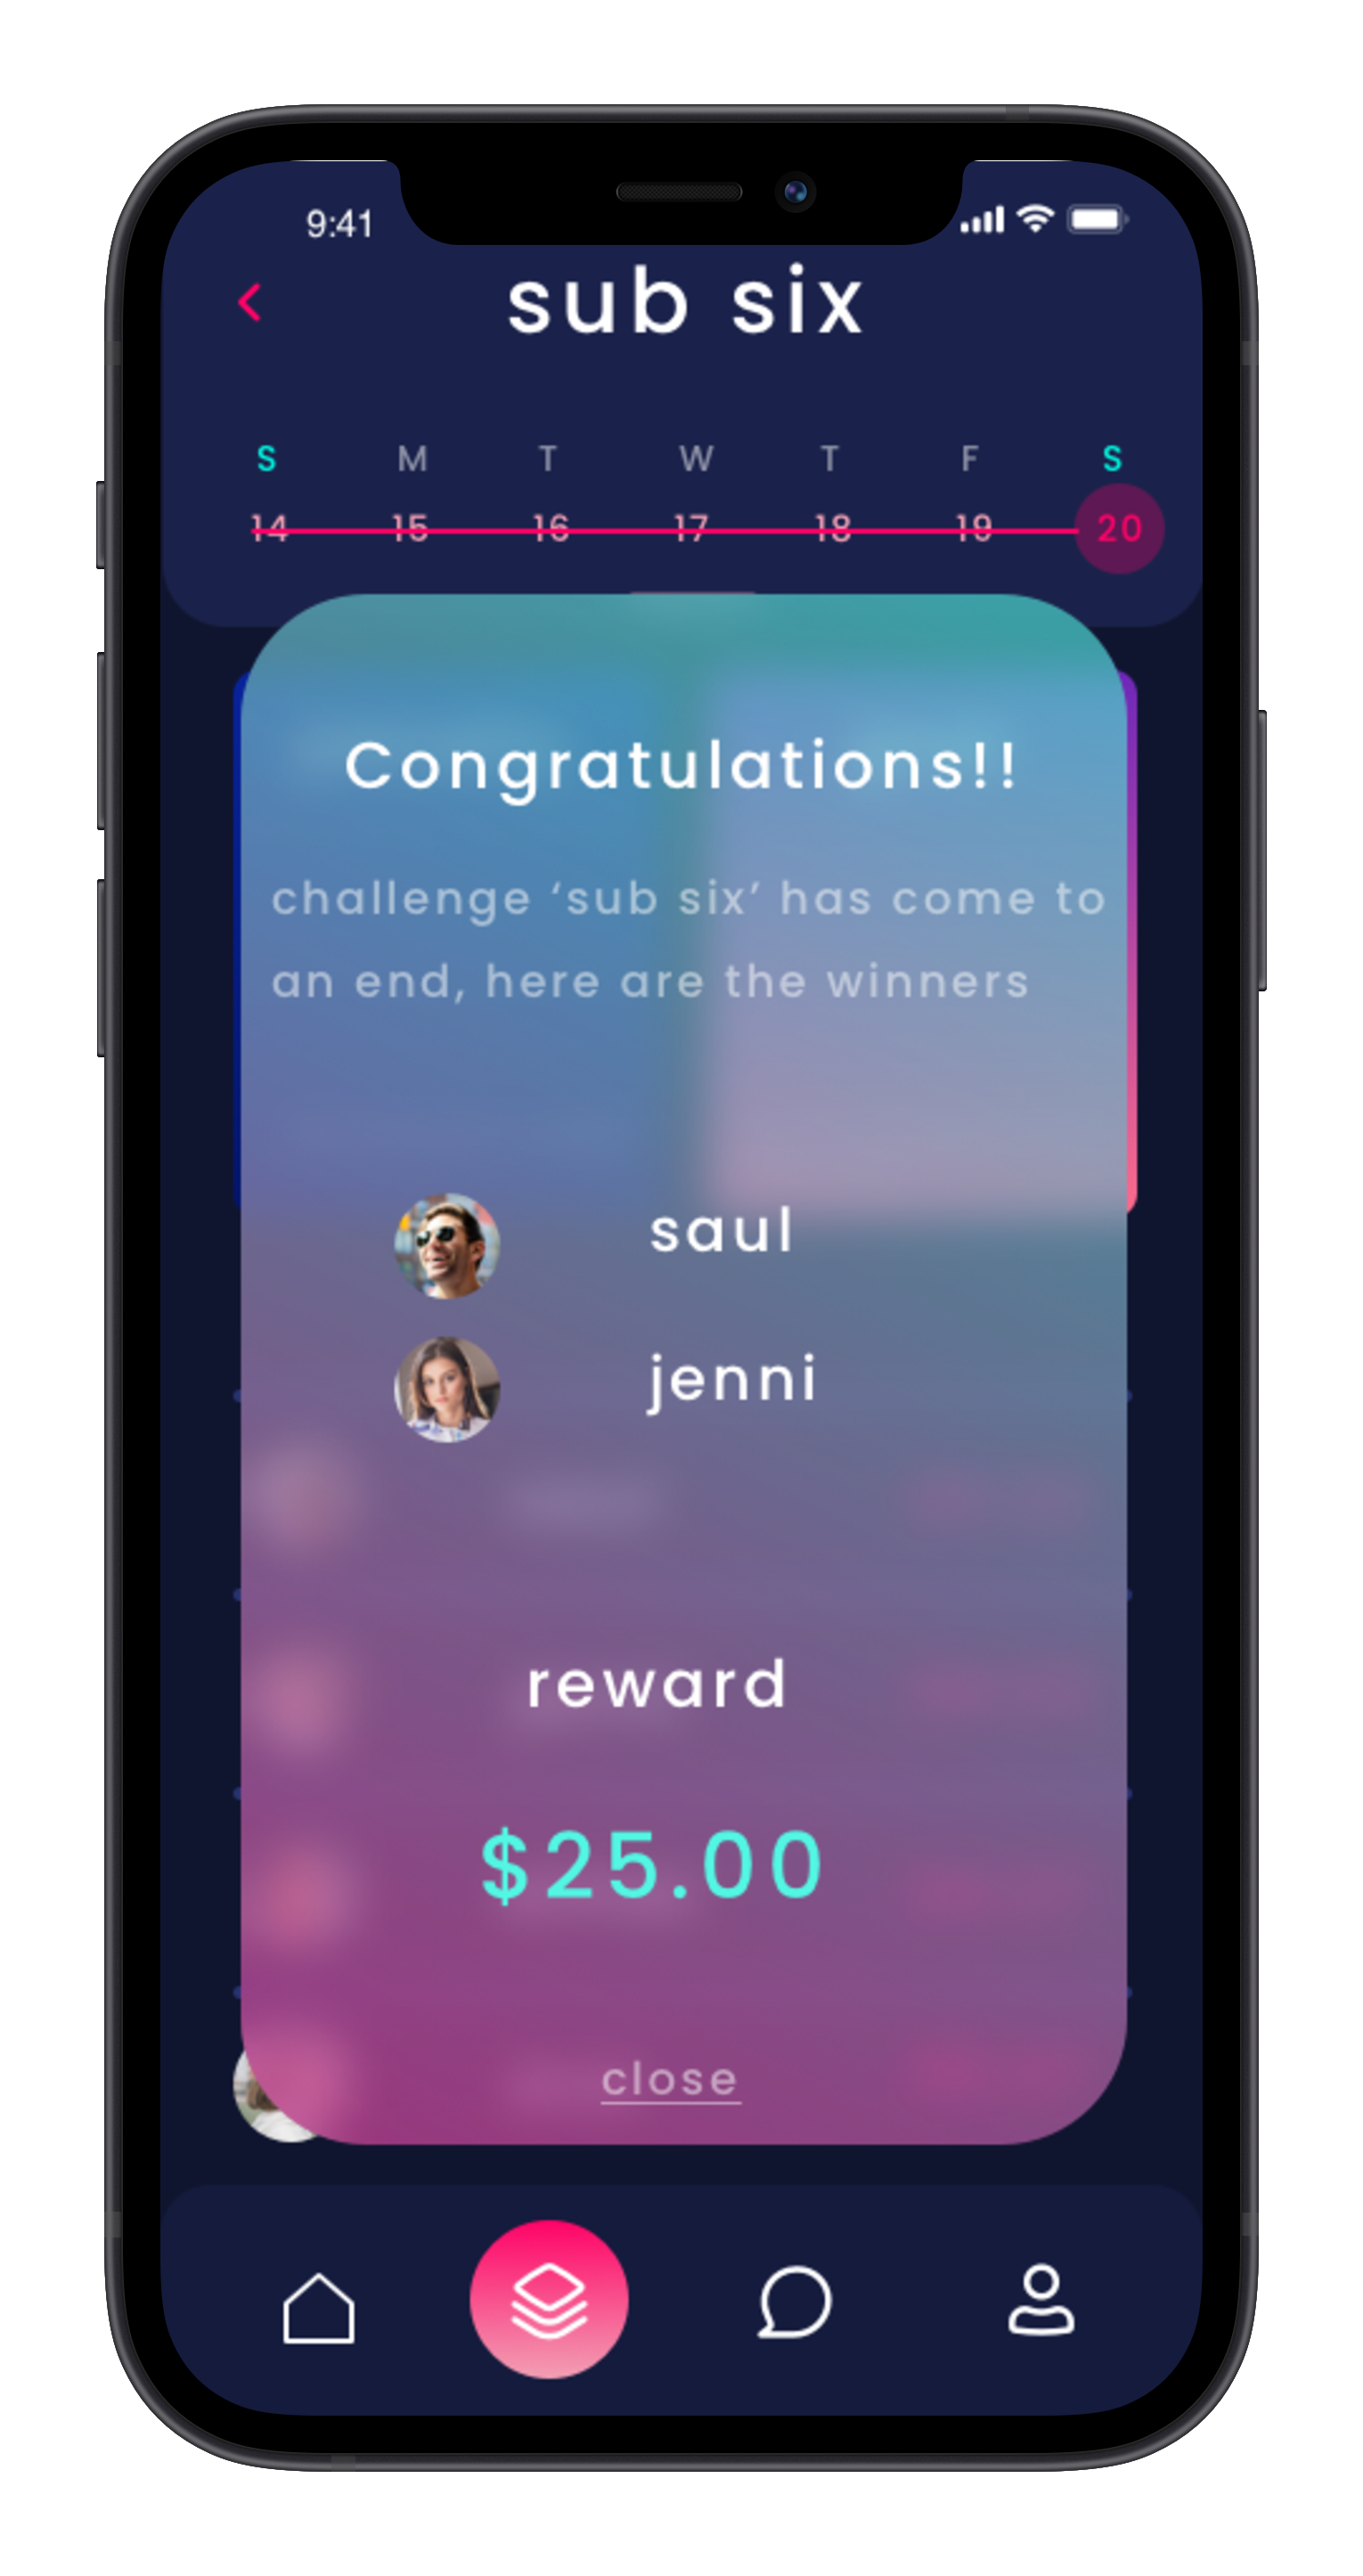 9:41
sub six
S M T W T F S
14 15 16 17 18 19 20
Congratulations!!
challenge ‘sub six’ has come to
an end, here are the winners
saul
jenni
reward
$25.00
close